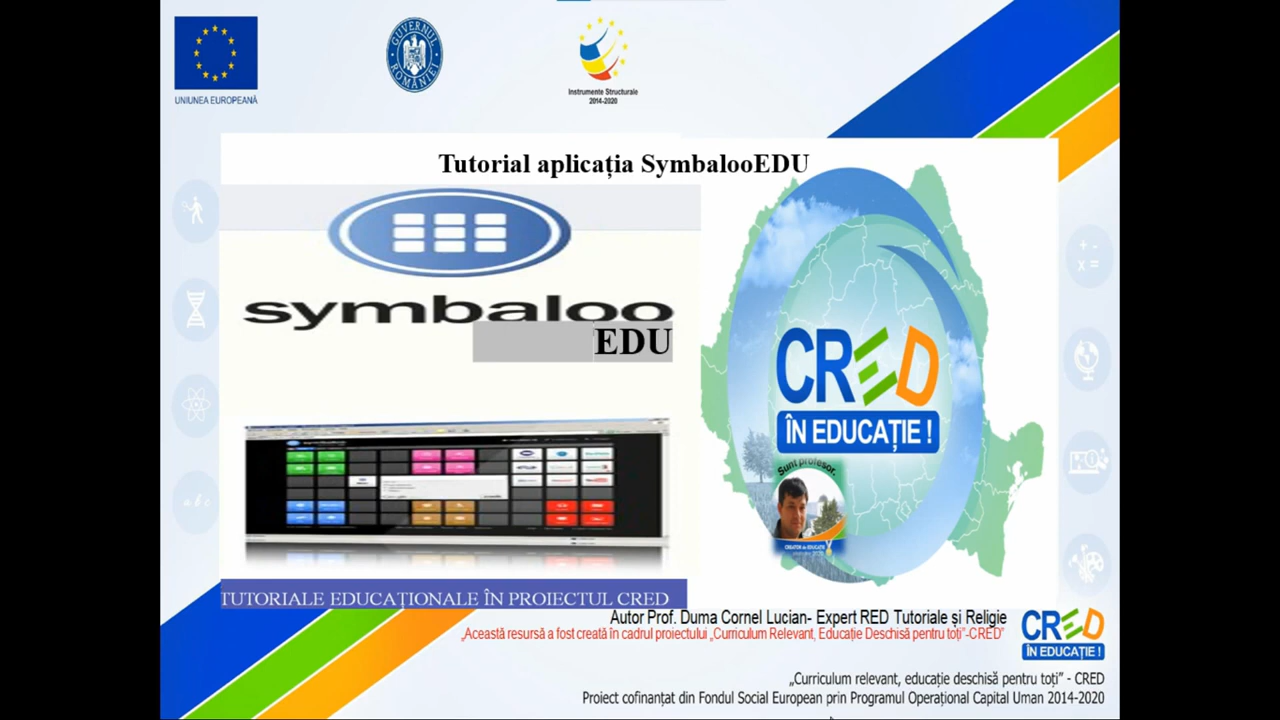 UNIUNEA EUROPEANĂ
GUVERNUL ROMÂNIEI
Instrumente Structurale
2014-2020
Tutorial aplicația SymbalooEDU
symbaloo
EDU
CRED
ÎN EDUCAȚIE !
Sunt profesor.
CREATOR de EDUCAȚIE
a b c
+ -
x =
TUTORIALE EDUCAȚIONALE ÎN PROIECTUL CRED
Autor Prof. Duma Cornel Lucian- Expert RED Tutoriale și Religie
„Această resursă a fost creată în cadrul proiectului „Curriculum Relevant, Educație Deschisă pentru toți”-CRED”
CRED
ÎN EDUCAȚIE !
„Curriculum relevant, educație deschisă pentru toți” - CRED
Proiect cofinanțat din Fondul Social European prin Programul Operațional Capital Uman 2014-2020